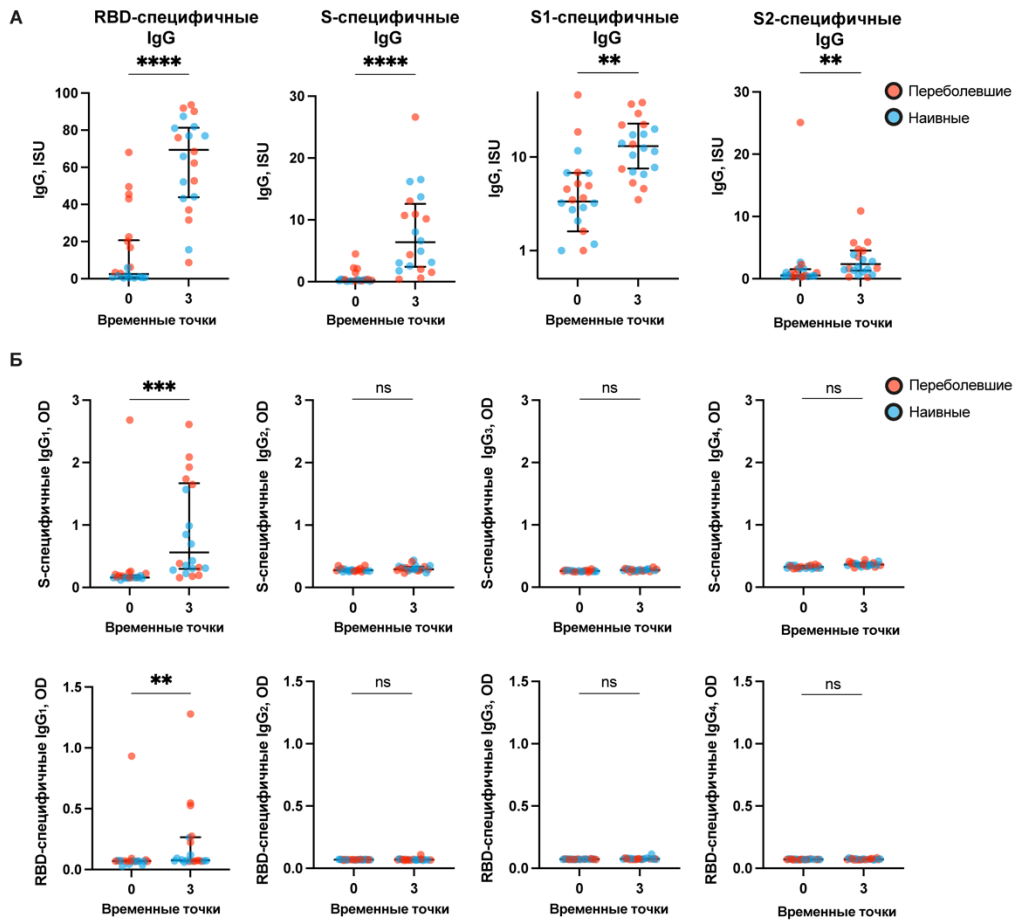 А
RBD-специфичные
IgG
S-специфичные
IgG
S1-специфичные
IgG
S2-специфичные
IgG
****
****
**
**
Переболевшие
Наивные
IgG, ISU
100
80
60
40
20
0
0
3
Временные точки
IgG, ISU
30
20
10
0
0
3
Временные точки
IgG, ISU
10
1
0
3
Временные точки
IgG, ISU
30
20
10
0
0
3
Временные точки
Б
Переболевшие
Наивные
S-специфичные IgG1, OD
***
3
2
1
0
0
3
Временные точки
S-специфичные IgG2, OD
ns
3
2
1
0
0
3
Временные точки
S-специфичные IgG3, OD
ns
3
2
1
0
0
3
Временные точки
S-специфичные IgG4, OD
ns
3
2
1
0
0
3
Временные точки
RBD-специфичные IgG1, OD
**
1.5
1.0
0.5
0.0
0
3
Временные точки
RBD-специфичные IgG2, OD
ns
1.5
1.0
0.5
0.0
0
3
Временные точки
RBD-специфичные IgG3, OD
ns
1.5
1.0
0.5
0.0
0
3
Временные точки
RBD-специфичные IgG4, OD
ns
1.5
1.0
0.5
0.0
0
3
Временные точки